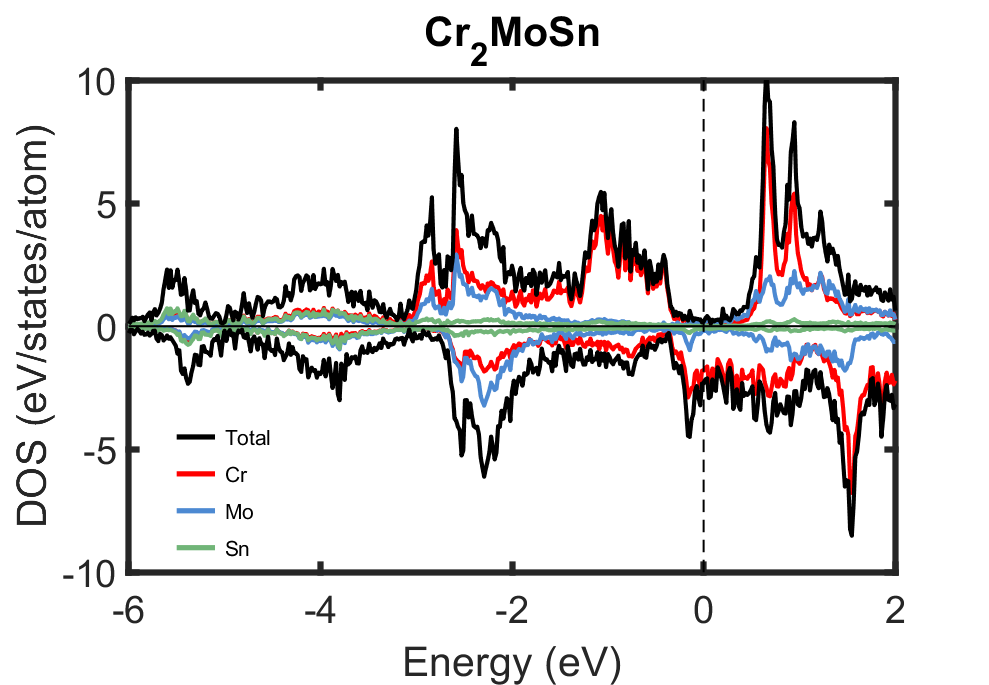 Cr2MoSn
DOS (eV/states/atom)
10
5
0
-5
-10
Total
Cr
Mo
Sn
-6 -4 -2 0 2
Energy (eV)